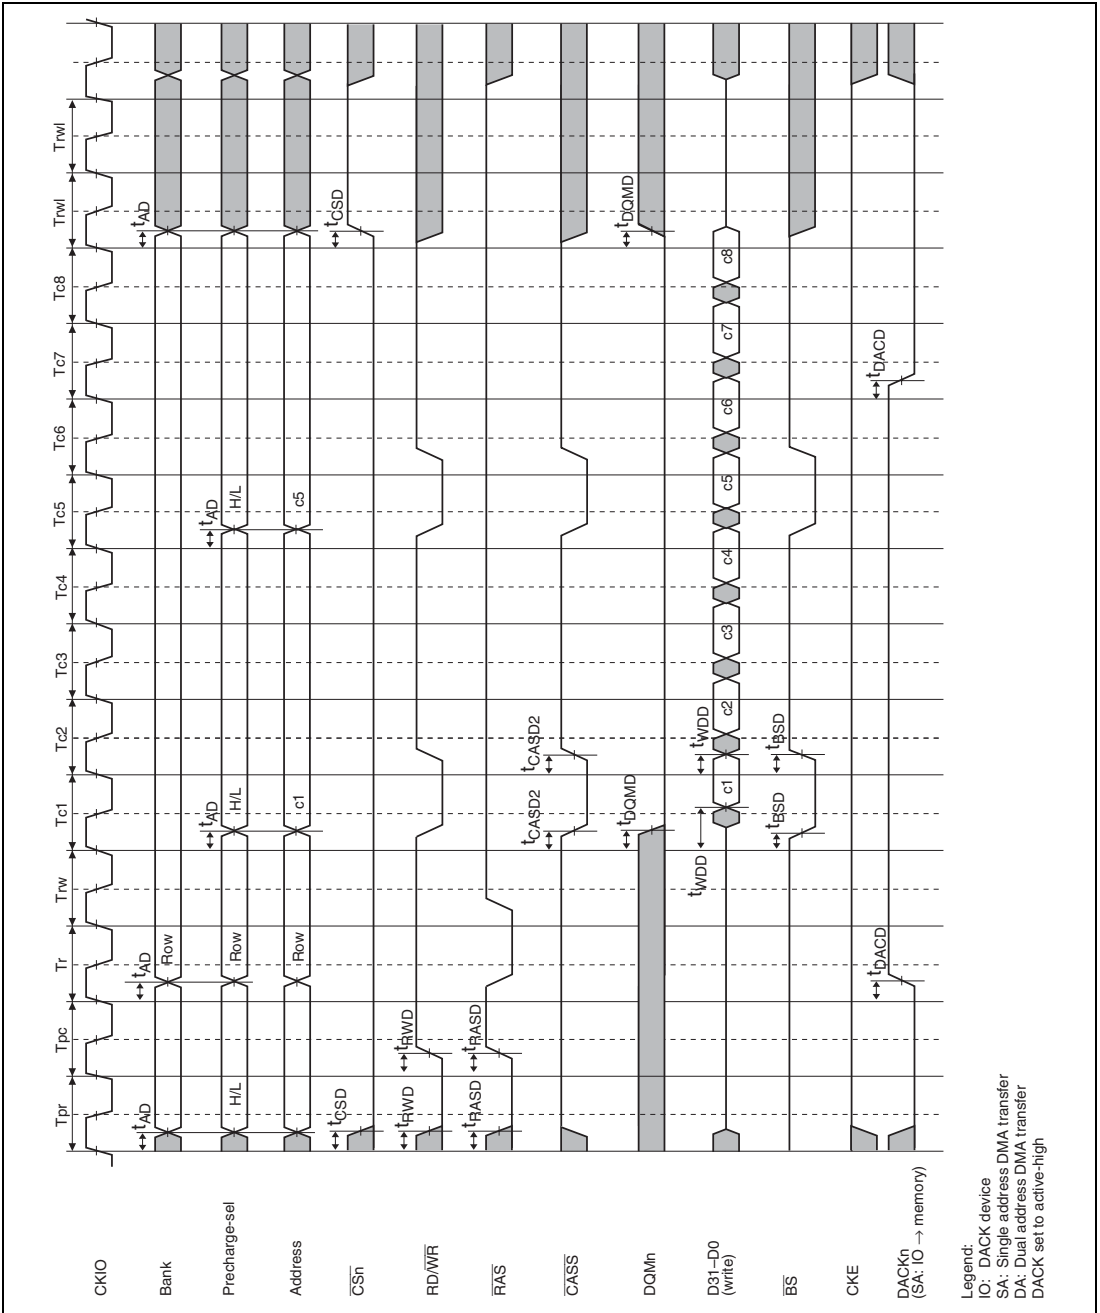 Tpr Tpc Tr Trw Tc1 Tc2 Tc3 Tc4 Tc5 Tc6 Tc7 Tc8 Trwl Trwl
CKIO
tAD tAD tAD
Bank Row
tAD tAD
Precharge-sel H/L Row H/L H/L
Address Row c1 c5
tCSD tCSD
CSn
tRWD tRWD
RD/WR
tRASD tRASD
RAS
tCASD2 tCASD2
CASS
tDQMD tDQMD
DQMn
tWDD tWDD
D31–D0 c1 c2 c3 c4 c5 c6 c7 c8
(write)
tBSD tBSD
BS
CKE
tDACD tDACD
DACKn
(SA: IO → memory)
Legend:
IO: DACK device
SA: Single address DMA transfer
DA: Dual address DMA transfer
DACK set to active-high